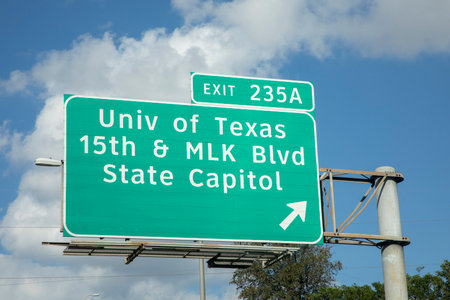 EXIT 235A
Univ of Texas
15th & MLK Blvd
State Capitol